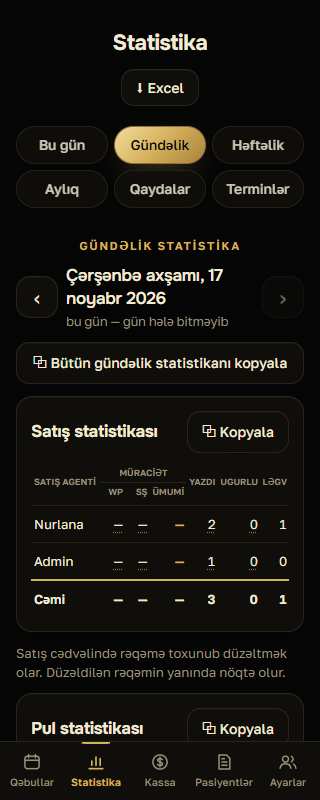 Statistika
⬇ Excel
Bu gün Gündəlik Həftəlik
Aylıq Qaydalar Terminlər
GÜNDƏLİK STATİSTİKA
‹ Çərşənbə axşamı, 17 ›
noyabr 2026
bu gün — gün hələ bitməyib
Bütün gündəlik statistikanı kopyala
Satış statistikası Kopyala
MÜRACİƏT
SATIŞ AGENTİ YAZDI UGURLU LƏGV
WP SŞ ÜMUMİ
Nurlana — — — 2 0 1
Admin — — — 1 0 0
Cəmi — — — 3 0 1
Satış cədvəlində rəqəmə toxunub düzəltmək
olar. Düzəldilən rəqəmin yanında nöqtə olur.
Pul statistikası Kopyala
Qəbullar Statistika Kassa Pasiyentlər Ayarlar